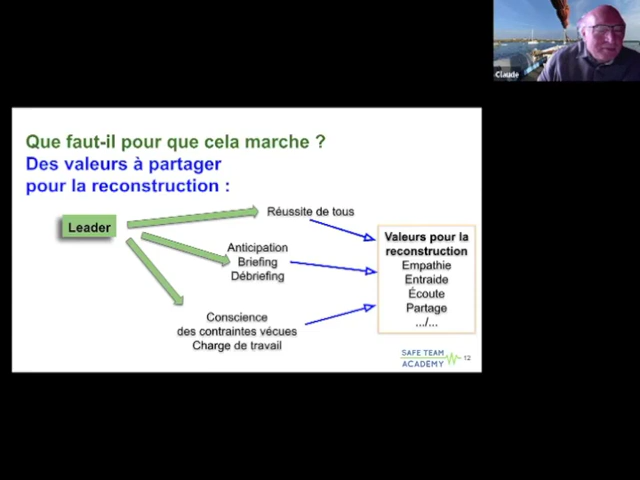 Claude
Que faut-il pour que cela marche ?
Des valeurs à partager
pour la reconstruction :
Leader
Réussite de tous
Anticipation
Briefing
Débriefing
Conscience
des contraintes vécues
Charge de travail
Valeurs pour la
reconstruction
Empathie
Entraide
Écoute
Partage
.../...
SAFE TEAM
ACADEMY
12